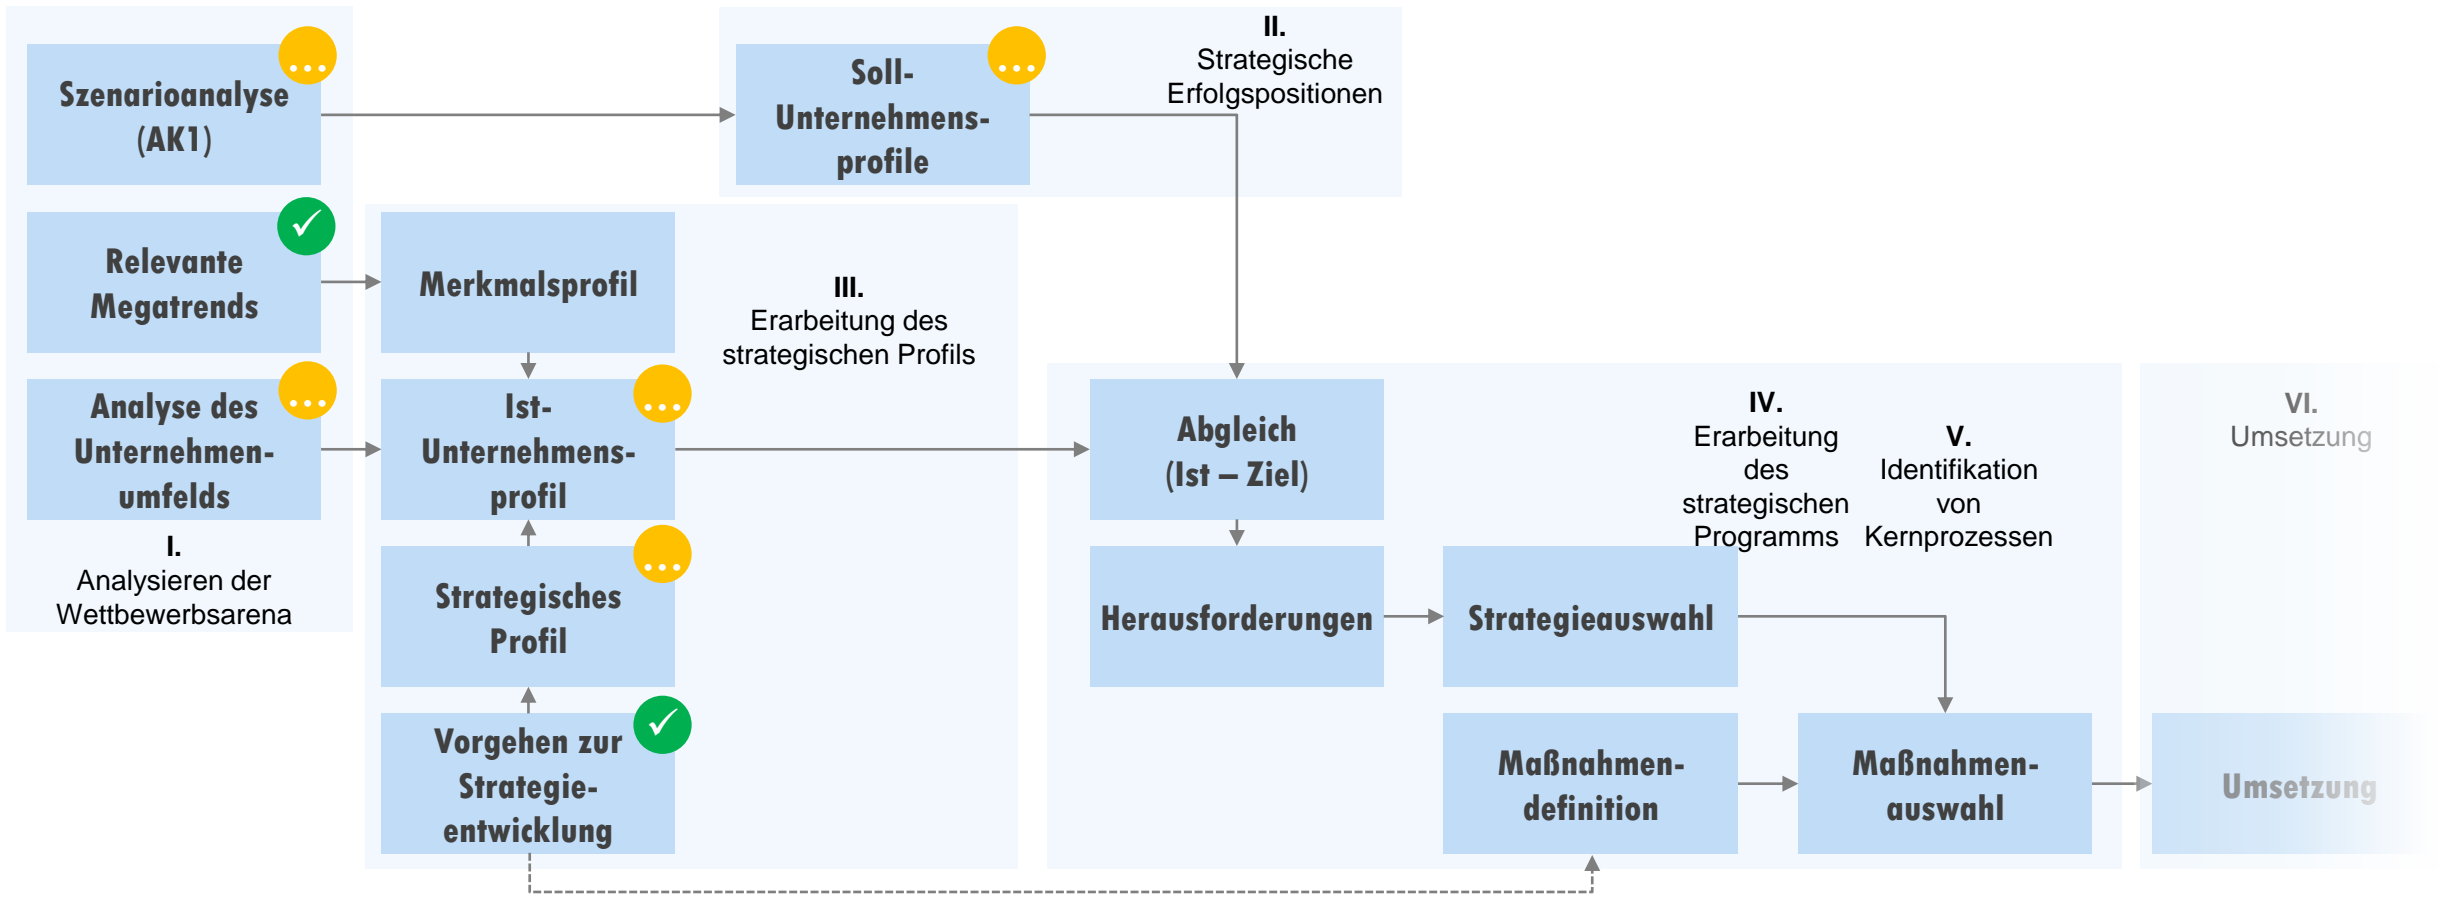 Szenarioanalyse
(AK1)
Relevante
Megatrends
Analyse des
Unternehmen-
umfelds
I.
Analysieren der
Wettbewerbsarena
Soll-
Unternehmens-
profile
II.
Strategische
Erfolgspositionen
Merkmalsprofil
III.
Erarbeitung des
strategischen Profils
Ist-
Unternehmens-
profil
Strategisches
Profil
Vorgehen zur
Strategie-
entwicklung
Abgleich
(Ist – Ziel)
Herausforderungen
Strategieauswahl
IV.
Erarbeitung
des
strategischen
Programms
V.
Identifikation
von
Kernprozessen
Maßnahmen-
definition
Maßnahmen-
auswahl
VI.
Umsetzung
Umsetzung